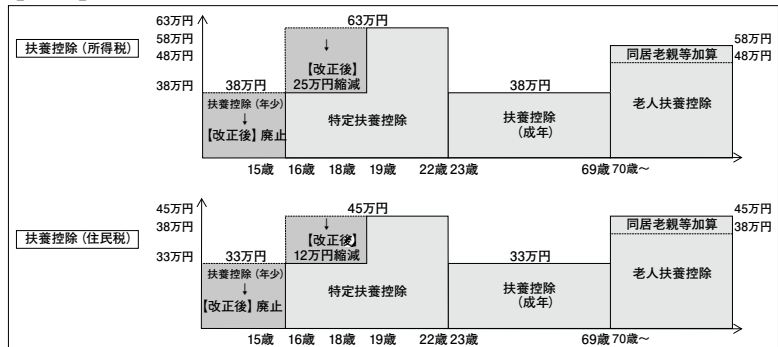 扶養控除（所得税）
63万円
58万円
48万円
38万円
63万円
↓
【改正後】
25万円縮減
38万円
扶養控除（年少）
↓
【改正後】廃止
特定扶養控除
38万円
扶養控除
（成年）
同居老親等加算
老人扶養控除
58万円
48万円
15歳 16歳 18歳 19歳 22歳 23歳 69歳 70歳～
扶養控除（住民税）
45万円
38万円
33万円
45万円
↓
【改正後】
12万円縮減
33万円
扶養控除（年少）
↓
【改正後】廃止
特定扶養控除
33万円
扶養控除
（成年）
同居老親等加算
老人扶養控除
45万円
38万円
15歳 16歳 18歳 19歳 22歳 23歳 69歳 70歳～